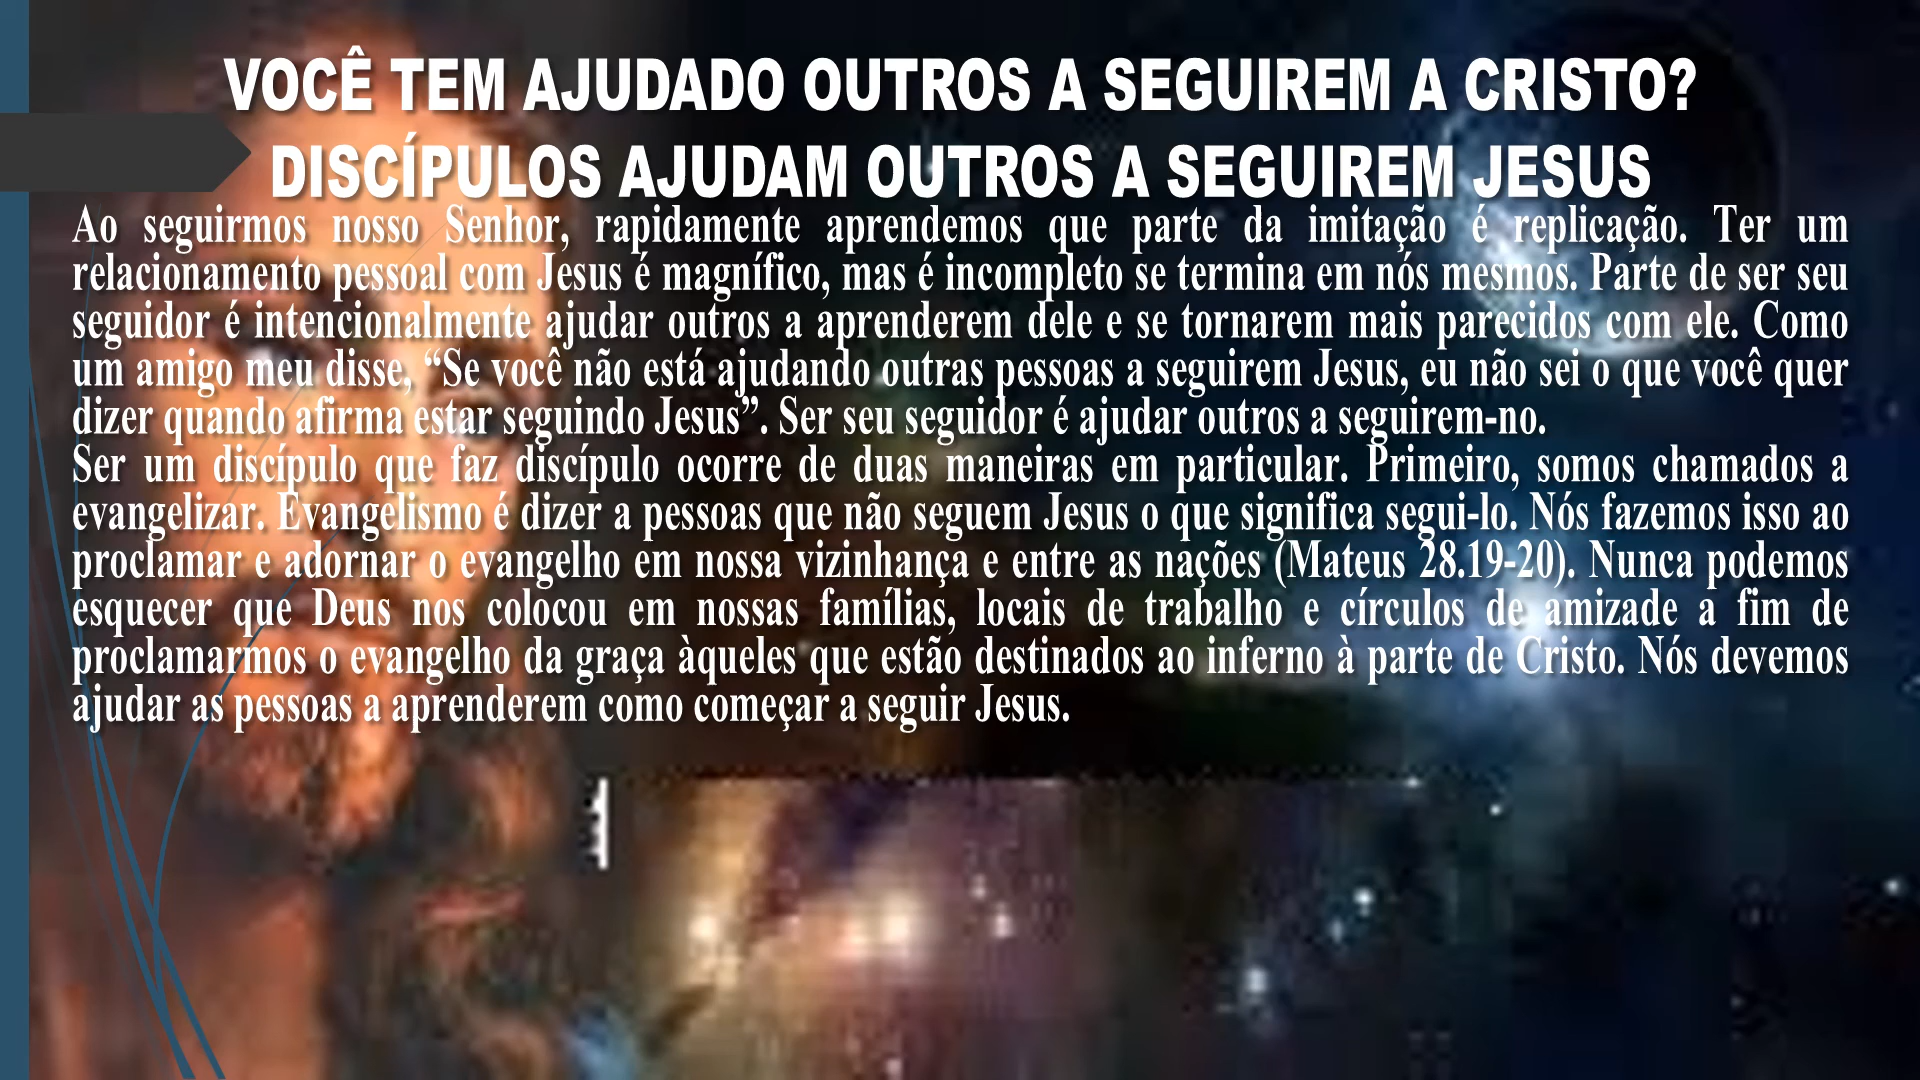 VOCÊ TEM AJUDADO OUTROS A SEGUIREM A CRISTO?
DISCÍPULOS AJUDAM OUTROS A SEGUIREM JESUS
Ao seguirmos nosso Senhor, rapidamente aprendemos que parte da imitação é replicação. Ter um
relacionamento pessoal com Jesus é magnífico, mas é incompleto se termina em nós mesmos. Parte de ser seu
seguidor é intencionalmente ajudar outros a aprenderem dele e se tornarem mais parecidos com ele. Como
um amigo meu disse, “Se você não está ajudando outras pessoas a seguirem Jesus, eu não sei o que você quer
dizer quando afirma estar seguindo Jesus”. Ser seu seguidor é ajudar outros a seguirem-no.
Ser um discípulo que faz discípulo ocorre de duas maneiras em particular. Primeiro, somos chamados a
evangelizar. Evangelismo é dizer a pessoas que não seguem Jesus o que significa segui-lo. Nós fazemos isso ao
proclamar e adornar o evangelho em nossa vizinhança e entre as nações (Mateus 28.19-20). Nunca podemos
esquecer que Deus nos colocou em nossas famílias, locais de trabalho e círculos de amizade a fim de
proclamarmos o evangelho da graça àqueles que estão destinados ao inferno à parte de Cristo. Nós devemos
ajudar as pessoas a aprenderem como começar a seguir Jesus.